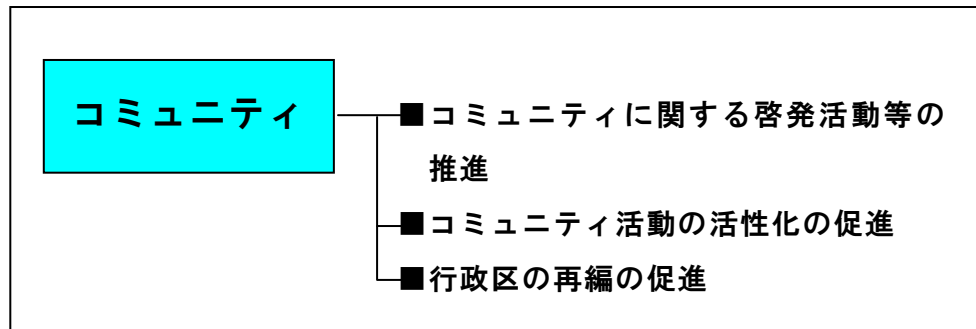 コミュニティ
■コミュニティに関する啓発活動等の
推進
■コミュニティ活動の活性化の促進
■行政区の再編の促進